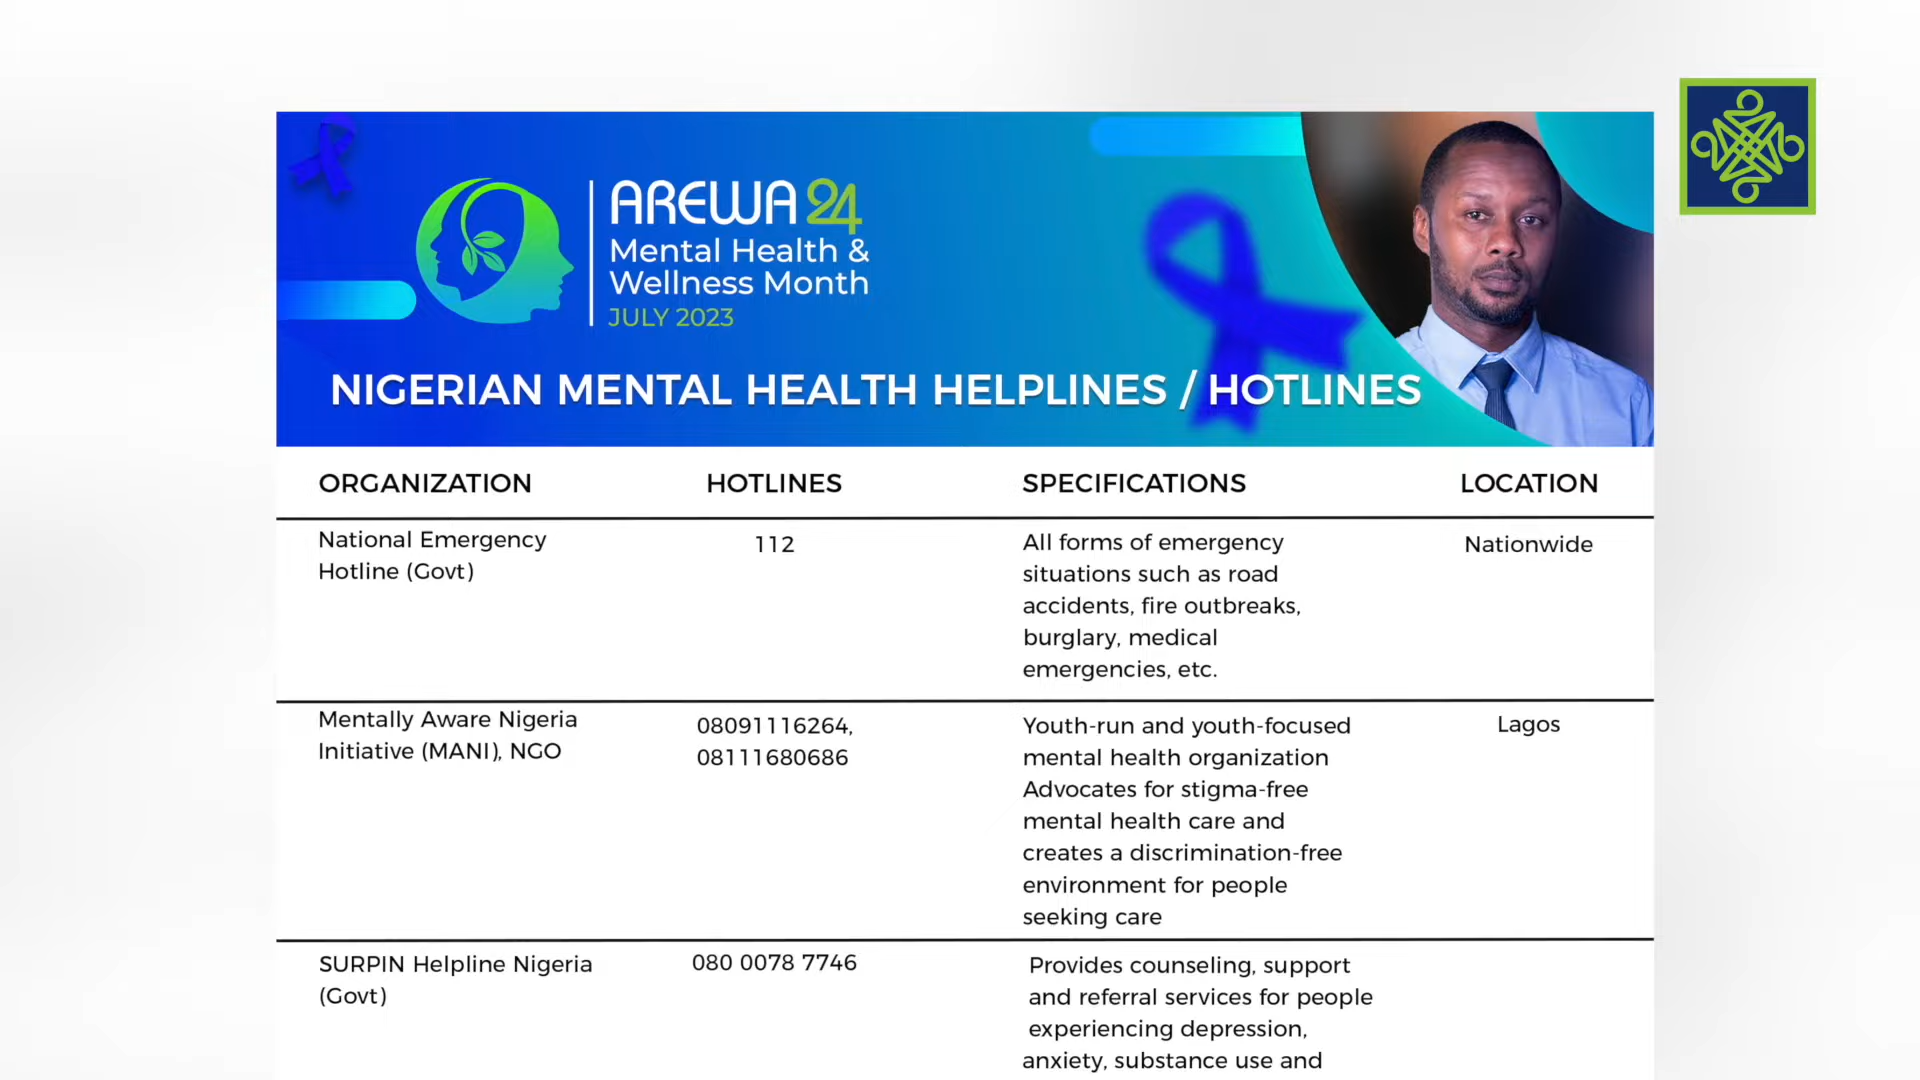 AREWA 24
Mental Health &
Wellness Month
JULY 2023
NIGERIAN MENTAL HEALTH HELPLINES / HOTLINES
ORGANIZATION HOTLINES SPECIFICATIONS LOCATION
National Emergency
Hotline (Govt)
112
All forms of emergency
situations such as road
accidents, fire outbreaks,
burglary, medical
emergencies, etc.
Nationwide
Mentally Aware Nigeria
Initiative (MANI), NGO
08091116264,
08111680686
Youth-run and youth-focused
mental health organization
Advocates for stigma-free
mental health care and
creates a discrimination-free
environment for people
seeking care
Lagos
SURPIN Helpline Nigeria
(Govt)
080 0078 7746
Provides counseling, support
and referral services for people
experiencing depression,
anxiety, substance use and